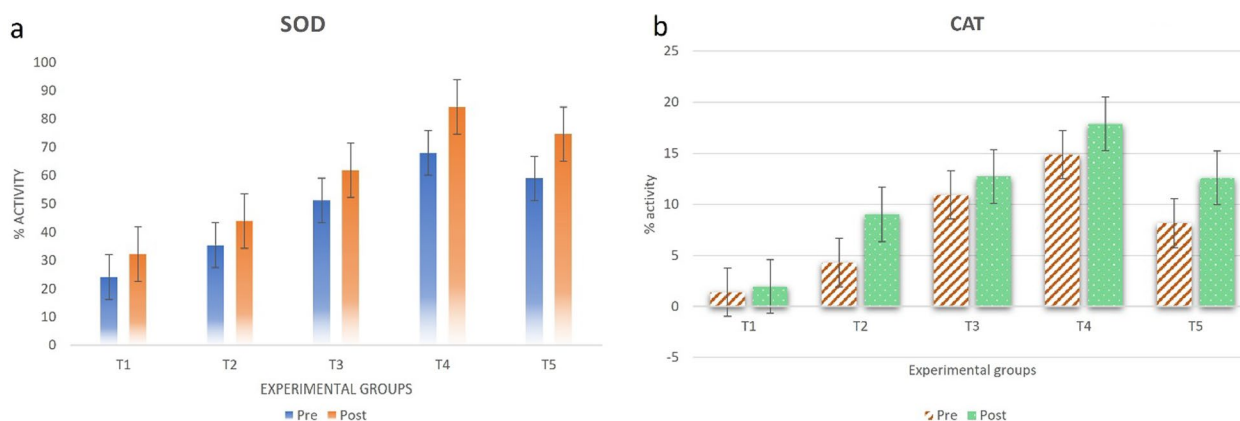 a
SOD
100
90
80
70
60
50
40
30
20
10
0
% ACTIVITY
T1 T2 T3 T4 T5
EXPERIMENTAL GROUPS
Pre Post
b
CAT
25
20
15
10
5
0
-5
% activity
T1 T2 T3 T4 T5
Experimental groups
Pre Post